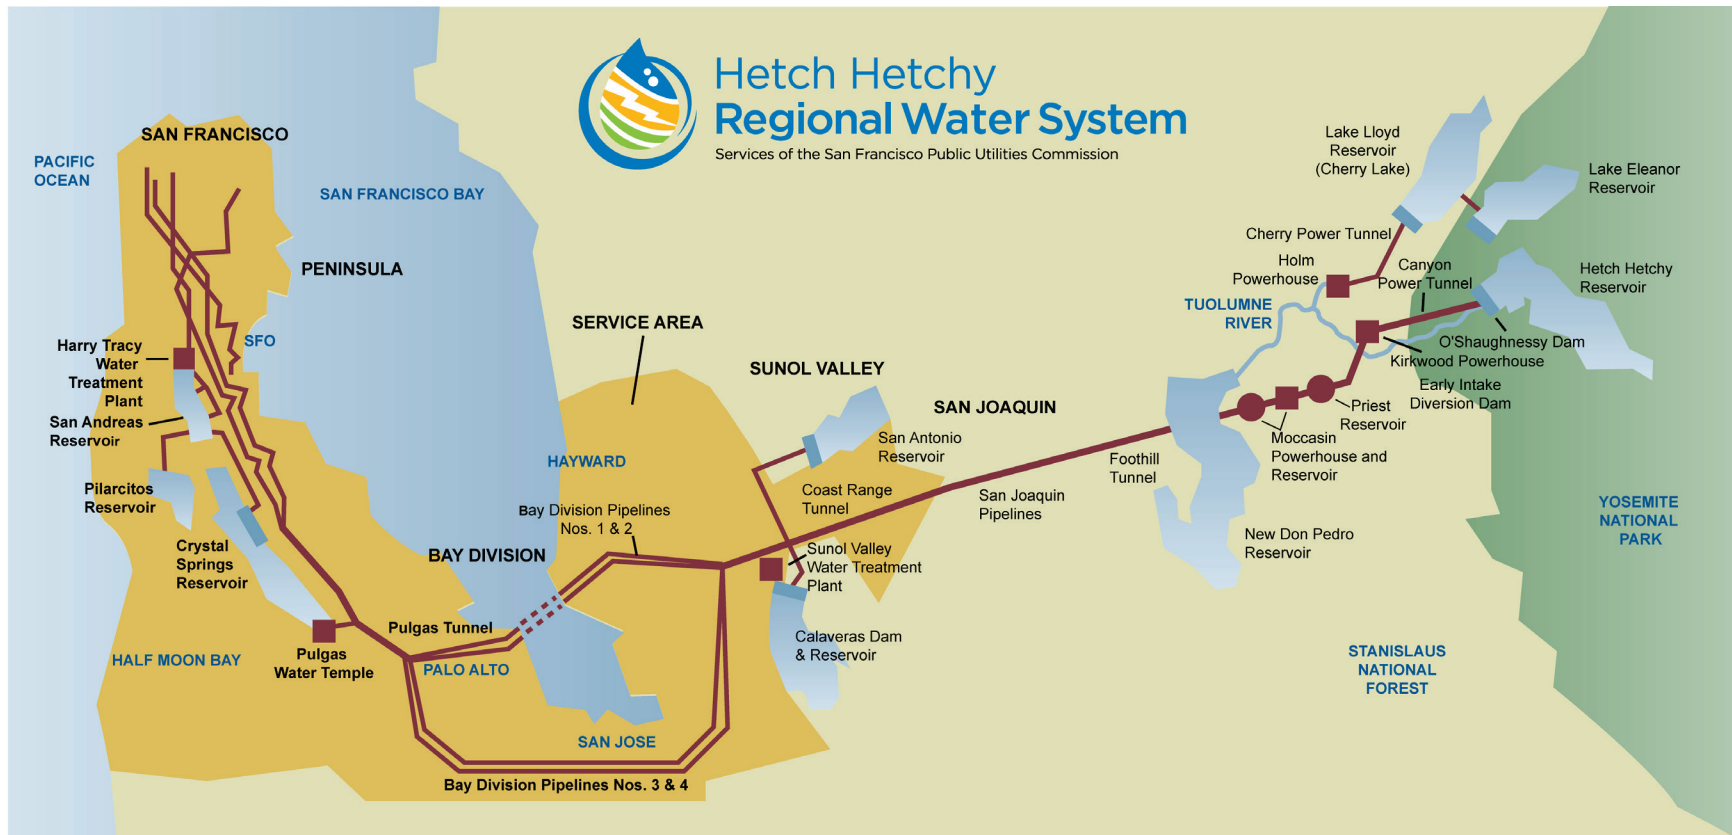 Hetch Hetchy
Regional Water System
Services of the San Francisco Public Utilities Commission
SAN FRANCISCO
PACIFIC
OCEAN
SAN FRANCISCO BAY
PENINSULA
SFO
Harry Tracy
Water
Treatment
Plant
San Andreas
Reservoir
Pilarcitos
Reservoir
Crystal
Springs
Reservoir
HALF MOON BAY
Pulgas
Water Temple
Pulgas Tunnel
PALO ALTO
BAY DIVISION
HAYWARD
Bay Division Pipelines
Nos. 1 & 2
SAN JOSE
Bay Division Pipelines Nos. 3 & 4
SERVICE AREA
SUNOL VALLEY
San Antonio
Reservoir
Coast Range
Tunnel
Sunol Valley
Water Treatment
Plant
Calaveras Dam
& Reservoir
SAN JOAQUIN
San Joaquin
Pipelines
Foothill
Tunnel
New Don Pedro
Reservoir
Moccasin
Powerhouse and
Reservoir
Priest
Reservoir
Early Intake
Diversion Dam
Kirkwood Powerhouse
O'Shaughnessy Dam
TUOLUMNE
RIVER
Holm
Powerhouse
Cherry Power Tunnel
Canyon
Power Tunnel
Lake Lloyd
Reservoir
(Cherry Lake)
Lake Eleanor
Reservoir
Hetch Hetchy
Reservoir
YOSEMITE
NATIONAL
PARK
STANISLAUS
NATIONAL
FOREST